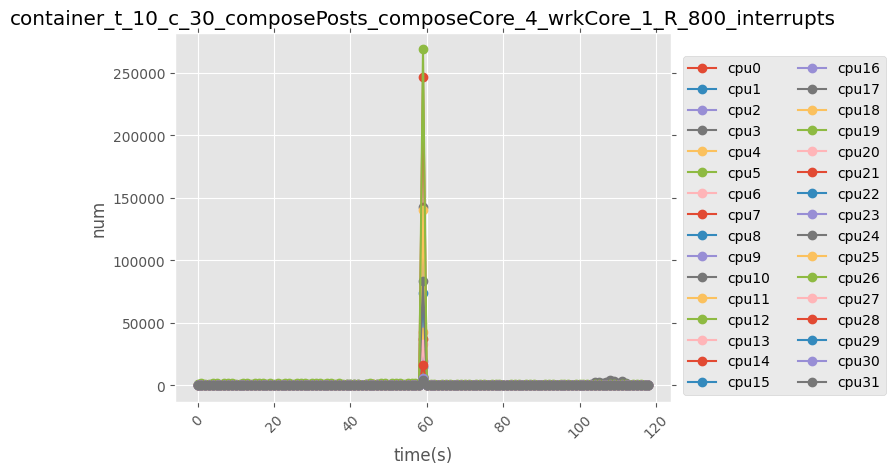 container_t_10_c_30_composePosts_composeCore_4_wrkCore_1_R_800_interrupts
250000
200000
150000
100000
50000
0
num
0
20
40
60
80
100
120
time(s)
cpu0
cpu1
cpu2
cpu3
cpu4
cpu5
cpu6
cpu7
cpu8
cpu9
cpu10
cpu11
cpu12
cpu13
cpu14
cpu15
cpu16
cpu17
cpu18
cpu19
cpu20
cpu21
cpu22
cpu23
cpu24
cpu25
cpu26
cpu27
cpu28
cpu29
cpu30
cpu31